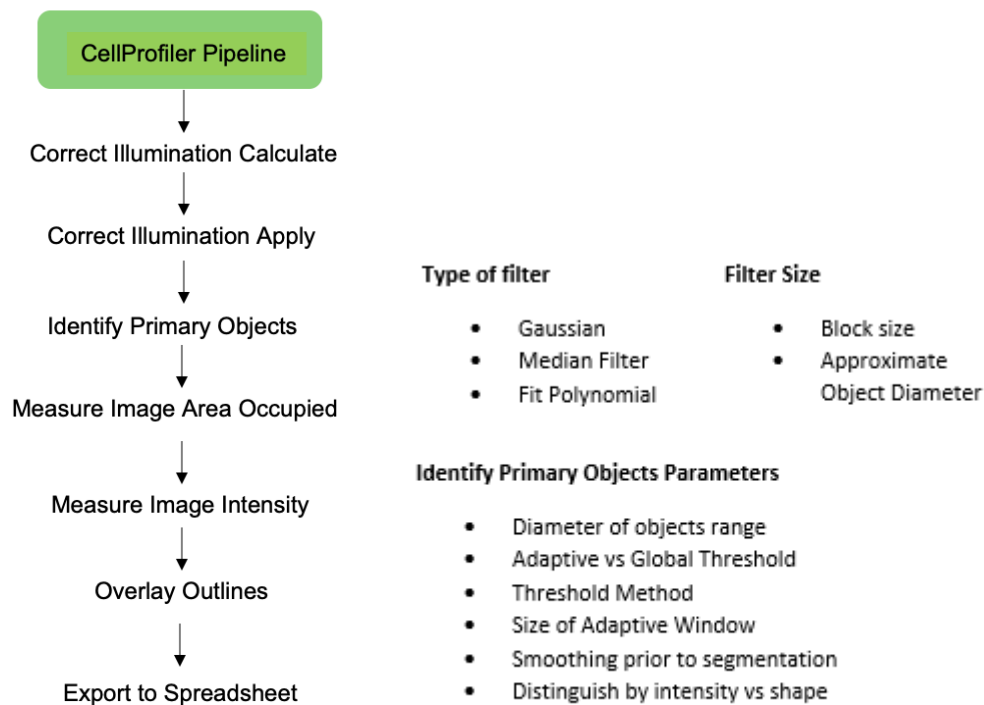 CellProfiler Pipeline
Correct Illumination Calculate
Correct Illumination Apply
Identify Primary Objects
Measure Image Area Occupied
Measure Image Intensity
Overlay Outlines
Export to Spreadsheet
Type of filter
• Gaussian
• Median Filter
• Fit Polynomial
Filter Size
• Block size
• Approximate
Object Diameter
Identify Primary Objects Parameters
• Diameter of objects range
• Adaptive vs Global Threshold
• Threshold Method
• Size of Adaptive Window
• Smoothing prior to segmentation
• Distinguish by intensity vs shape